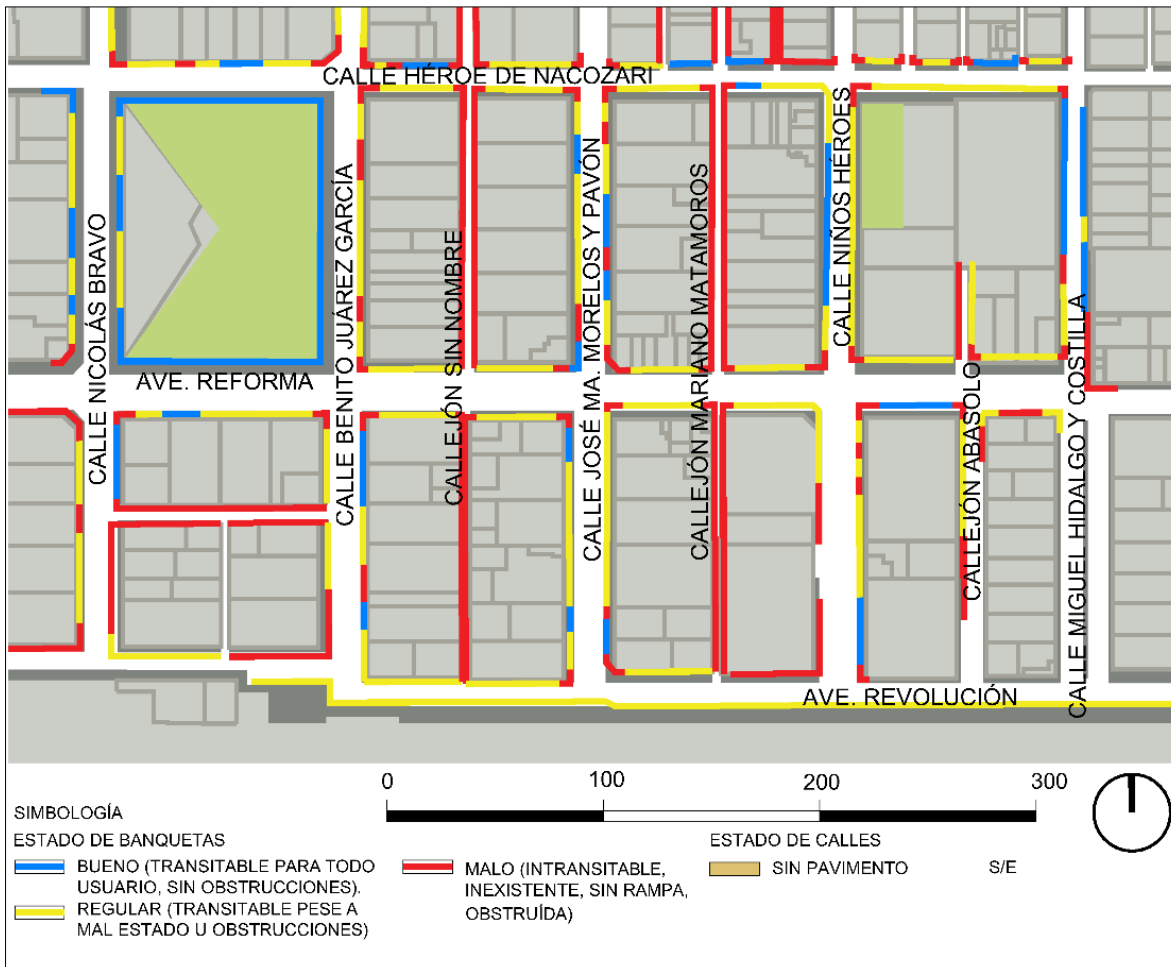 CALLE HÉROE DE NACOZARI
CALLE NICOLÁS BRAVO
AVE. REFORMA
CALLE BENITO JUÁREZ GARCÍA
CALLEJÓN SIN NOMBRE
CALLE JOSÉ MA. MORELOS Y PAVÓN
CALLEJÓN MARIANO MATAMOROS
CALLE NIÑOS HÉROES
CALLEJÓN ABASOLO
CALLE MIGUEL HIDALGO Y COSTILLA
AVE. REVOLUCIÓN
0 100 200 300
SIMBOLOGÍA
ESTADO DE BANQUETAS
BUENO (TRANSITABLE PARA TODO
USUARIO, SIN OBSTRUCCIONES).
REGULAR (TRANSITABLE PESE A
MAL ESTADO U OBSTRUCCIONES)
MALO (INTRANSITABLE,
INEXISTENTE, SIN RAMPA,
OBSTRUÍDA)
ESTADO DE CALLES
SIN PAVIMENTO
S/E